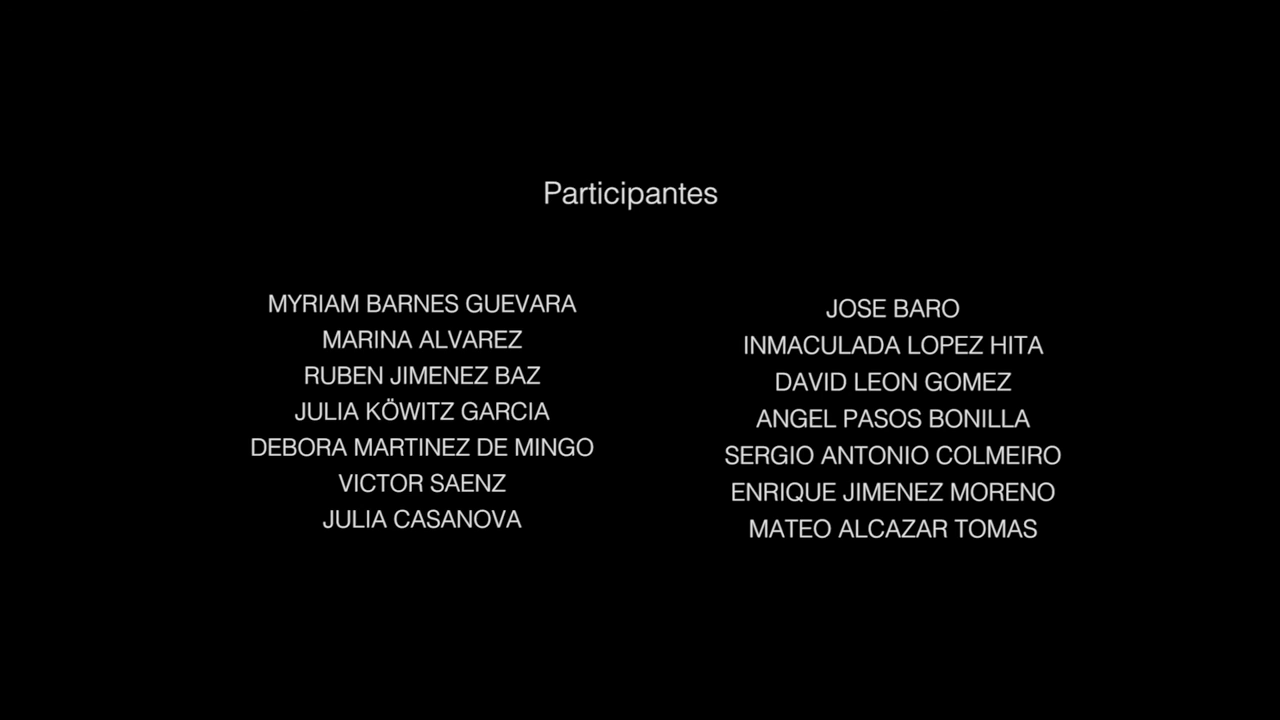 Participantes
MYRIAM BARNES GUEVARA
MARINA ALVAREZ
RUBEN JIMENEZ BAZ
JULIA KÖWITZ GARCIA
DEBORA MARTINEZ DE MINGO
VICTOR SAENZ
JULIA CASANOVA
JOSE BARO
INMACULADA LOPEZ HITA
DAVID LEON GOMEZ
ANGEL PASOS BONILLA
SERGIO ANTONIO COLMEIRO
ENRIQUE JIMENEZ MORENO
MATEO ALCAZAR TOMAS